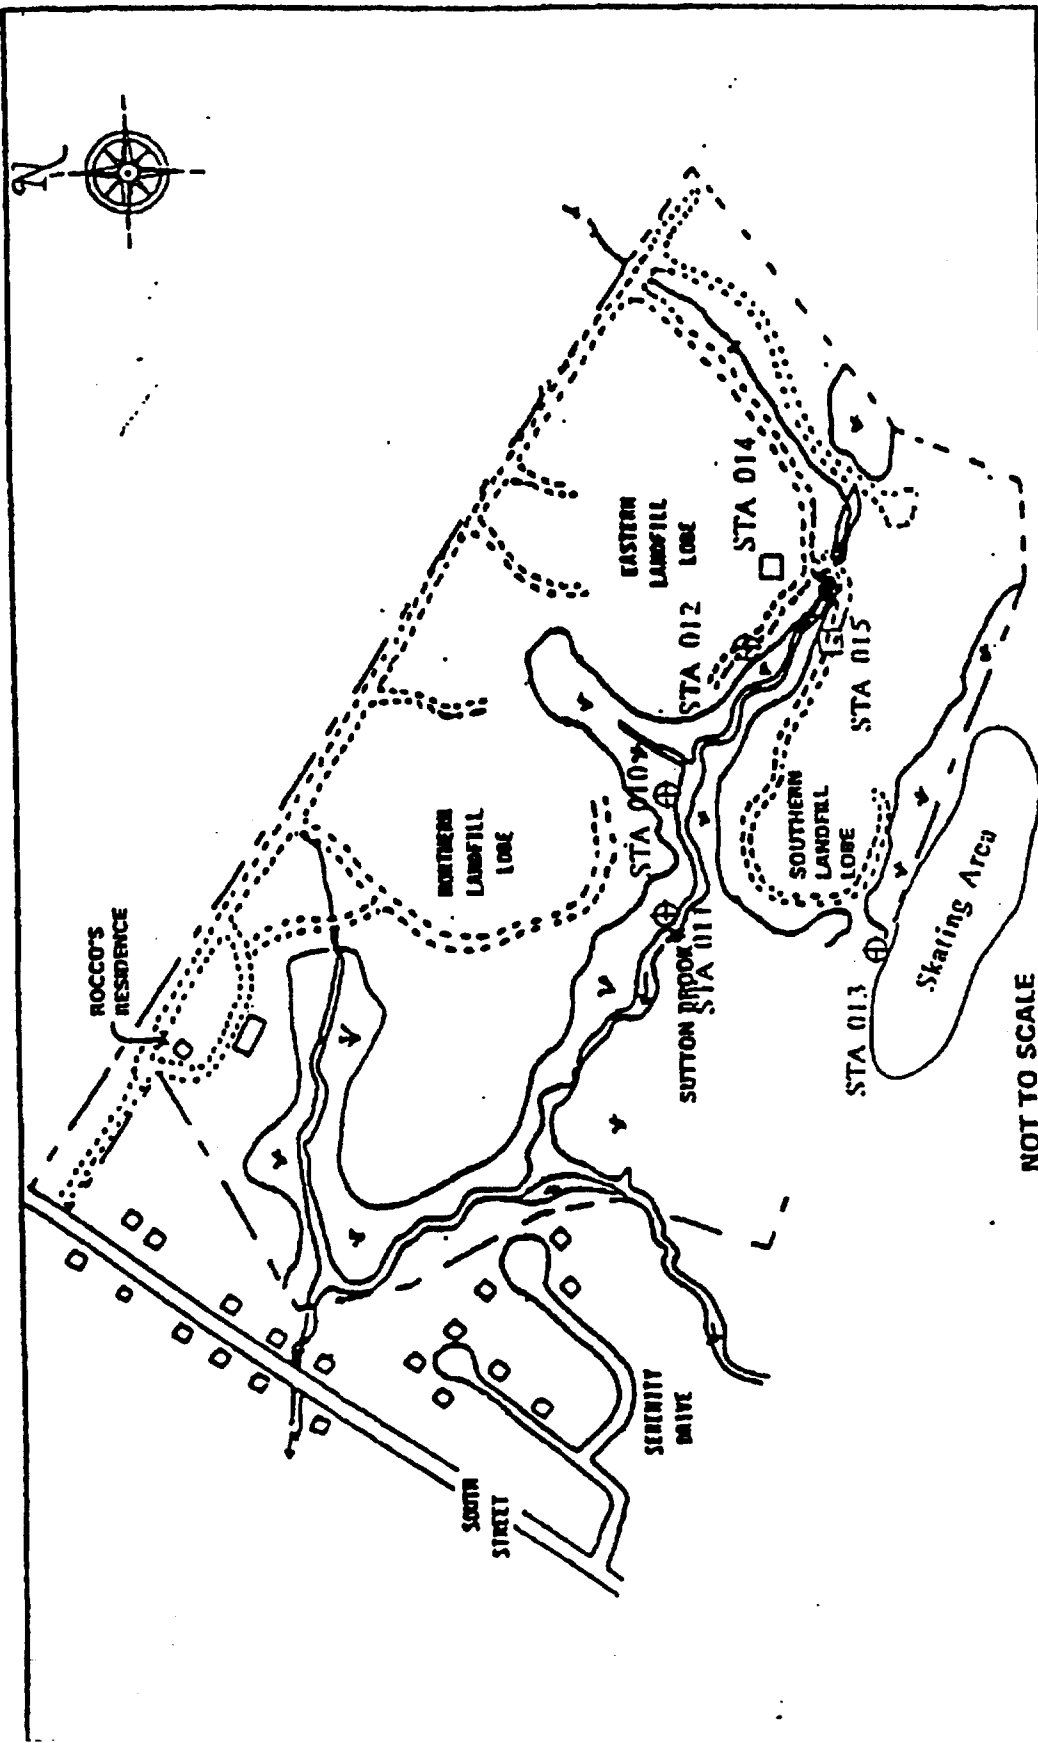 N
ROCCO'S
RESIDENCE
NORTHERN
LANDFILL
LOBE
EASTERN
LANDFILL
LOBE
STA 014
STA 012
STA 010
STA 015
SOUTHERN
LANDFILL
LOBE
SUTTON BROOK
STA 011
STA 013
Skating Area
SOUTH
STREET
SERENITY
DRIVE
NOT TO SCALE